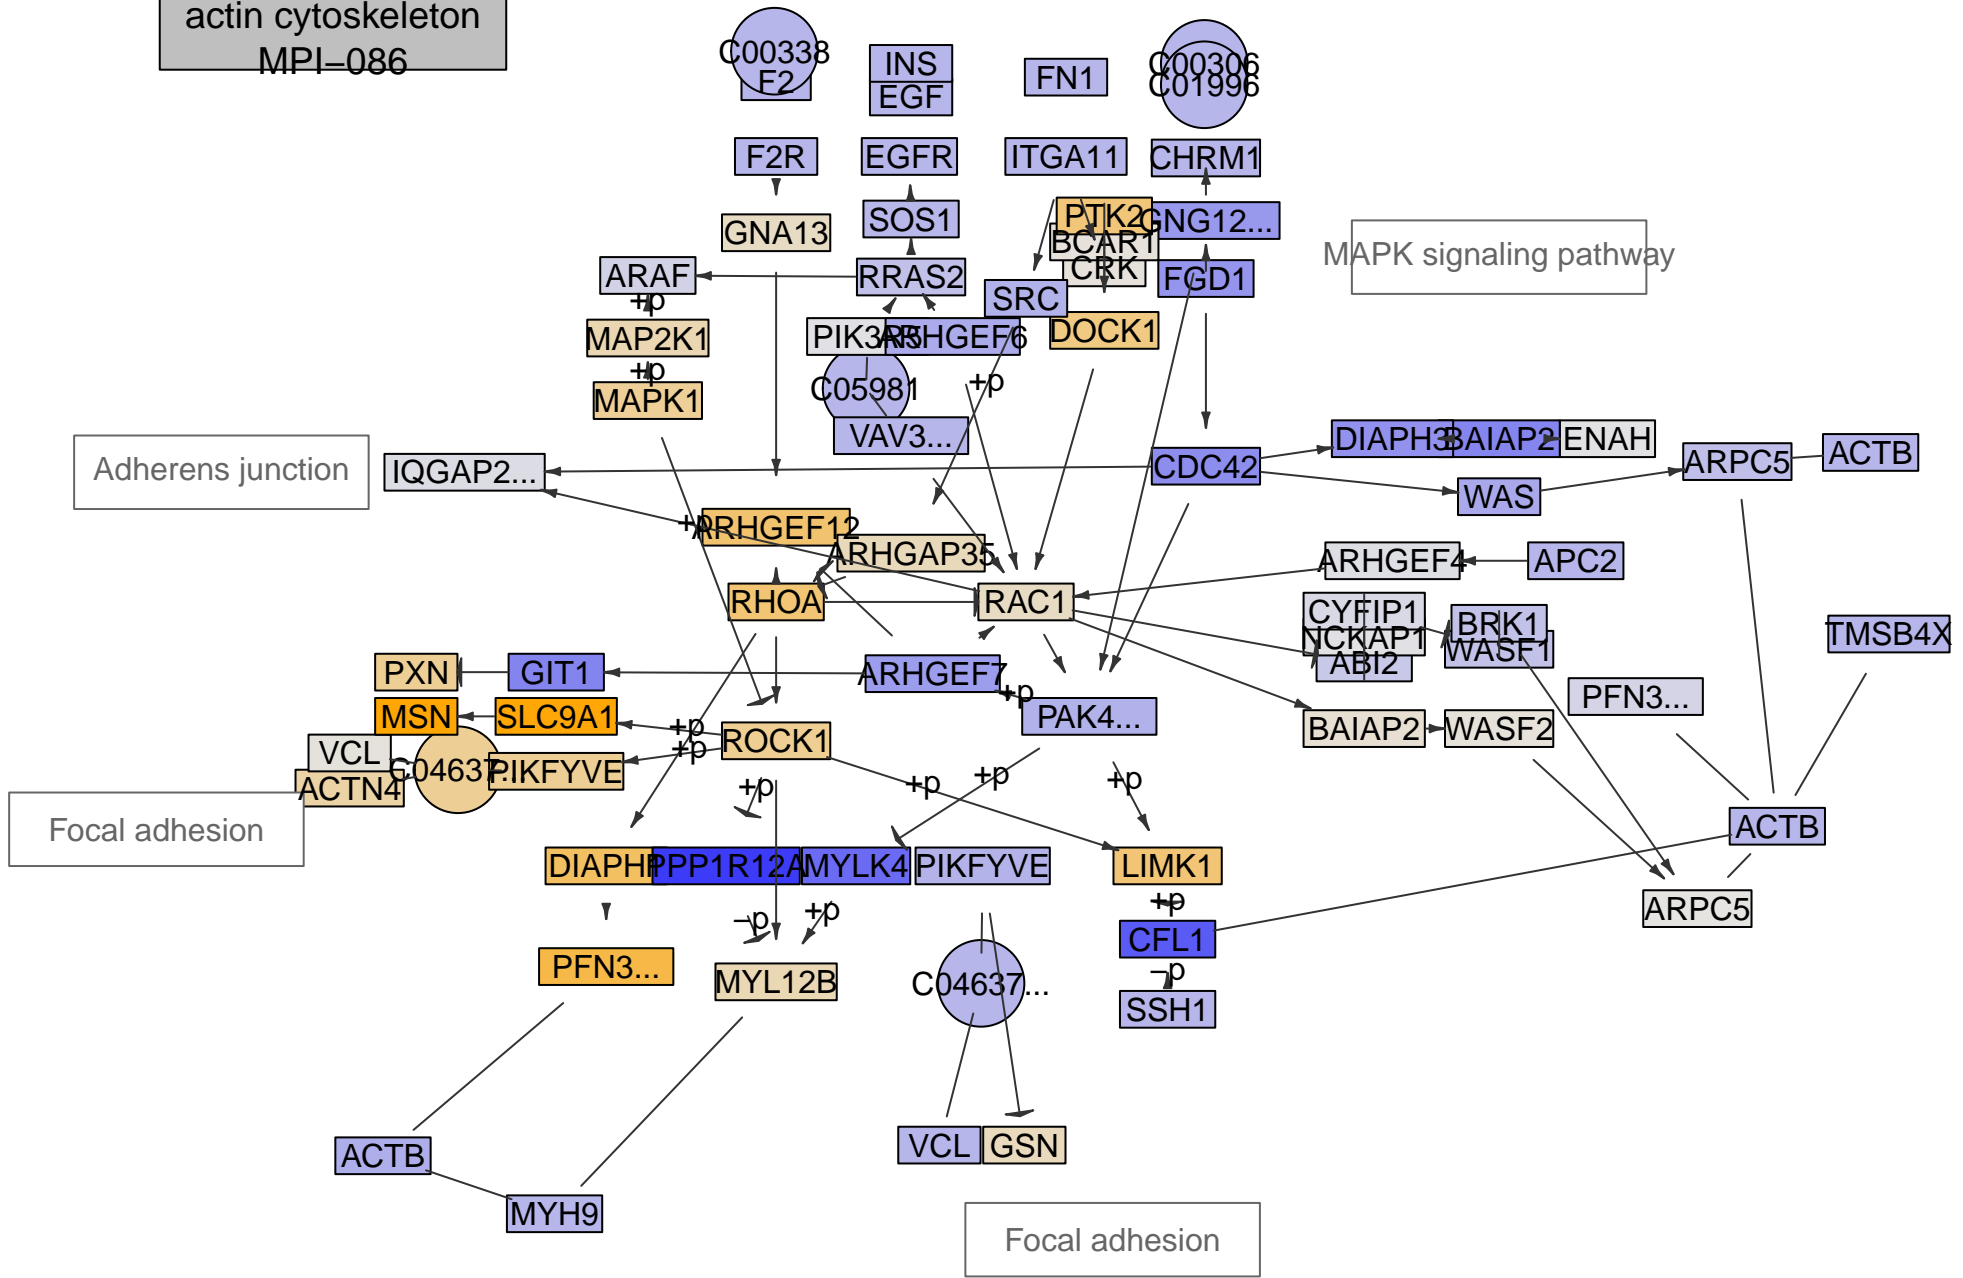 actin cytoskeleton
MPI−086
C00338
F2
INS
EGF
FN1
C00306
C01996
F2R
EGFR
ITGA11
CHRM1
GNA13
SOS1
PTK2
GNG12...
BCAR1
CRK
MAPK signaling pathway
ARAF
RRAS2
SRC
FGD1
+p
MAP2K1
ARHGEF6
DOCK1
+p
MAPK1
C05981
+p
VAV3...
Adherens junction
IQGAP2...
CDC42
DIAPH3
BAIAP2
ENAH
ARPC5
ACTB
WAS
+p
ARHGEF12
ARHGAP35
ARHGEF4
APC2
RHOA
RAC1
CYFIP1
NCKAP1
ABI2
BRK1
WASF1
TMSB4X
PXN
GIT1
ARHGEF7
+p
PFN3...
MSN
SLC9A1
+p
PAK4...
VCL
ROCK1
+p
BAIAP2
WASF2
ACTN4
C04637...
PIKFYVE
+p
+p
+p
+p
Focal adhesion
ACTB
PPP1R12A
MYLK4
PIKFYVE
LIMK1
−p
+p
+p
ARPC5
CFL1
PFN3...
MYL12B
C04637...
−p
SSH1
ACTB
VCL
GSN
MYH9
Focal adhesion